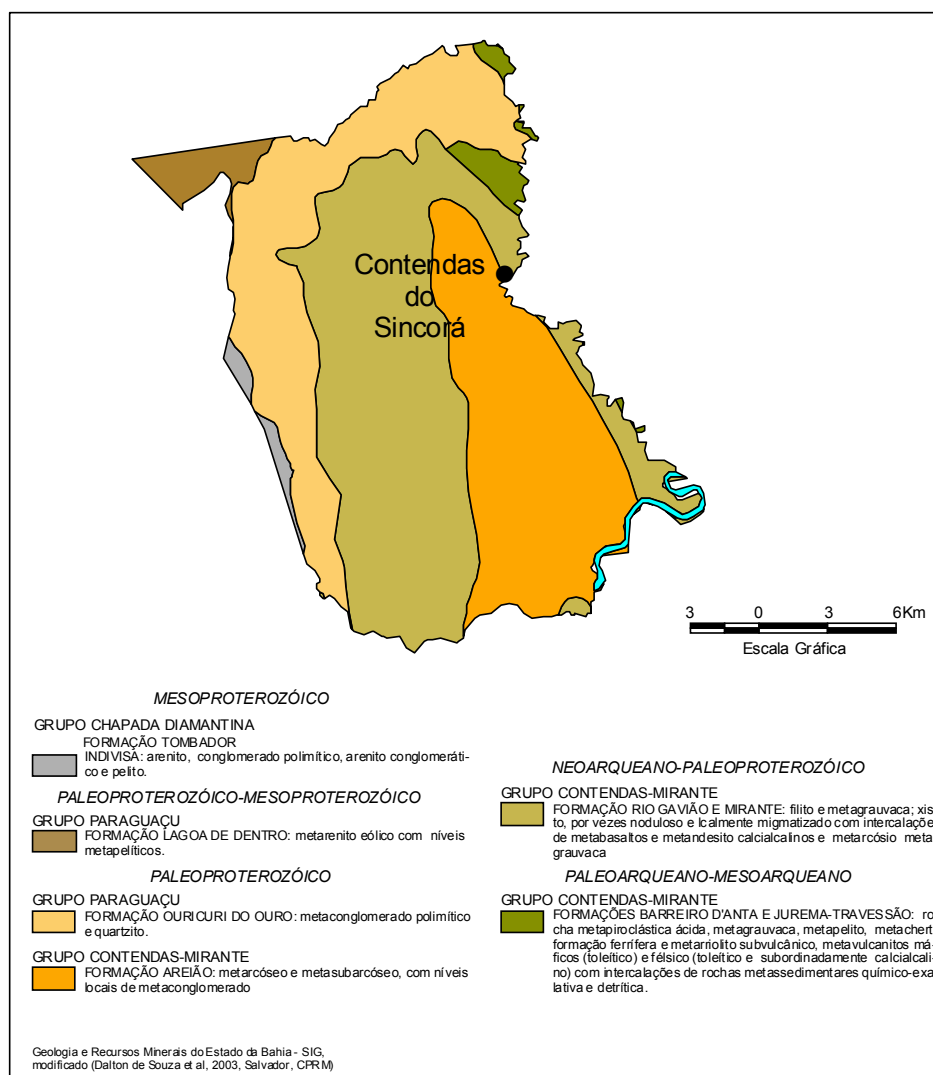 Contendas
do
Sincorá
3 0 3 6Km
Escala Gráfica
MESOPROTEROZÓICO
GRUPO CHAPADA DIAMANTINA
FORMAÇÃO TOMBADOR
INDIVISA: arenito, conglomerado polimítico, arenito conglomeráti-
co e pelito.
PALEOPROTEROZÓICO-MESOPROTEROZÓICO
GRUPO PARAGUAÇU
FORMAÇÃO LAGOA DE DENTRO: metarenito eólico com níveis
metapelíticos.
PALEOPROTEROZÓICO
GRUPO PARAGUAÇU
FORMAÇÃO OURICURI DO OURO: metaconglomerado polimítico
e quartzito.
GRUPO CONTENDAS-MIRANTE
FORMAÇÃO AREIÃO: metarcóseo e metasubarcóseo, com níveis
locais de metaconglomerado
NEOARQUEANO-PALEOPROTEROZÓICO
GRUPO CONTENDAS-MIRANTE
FORMAÇÃO RIO GAVIÃO E MIRANTE: filito e metagrauvaca; xis
to, por vezes noduloso e lcalmente migmatizado com intercalaçõe
de metabasaltos e metandesito calcialcalinos e metarcósio meta
grauvaca
PALEOARQUEANO-MESOARQUEANO
GRUPO CONTENDAS-MIRANTE
FORMAÇÕES BARREIRO D'ANTA E JUREMA-TRAVESSÃO: ro
cha metapiroclástica ácida, metagrauvaca, metapelito, metachert
formação ferrífera e metarriolito subvulcânico, metavulcanitos má-
ficos (toleítico) e félsico (toleítico e subordinadamente calcialcali-
no) com intercalações de rochas metassedimentares químico-exa
lativa e detrítica.
Geologia e Recursos Minerais do Estado da Bahia - SIG,
modificado (Dalton de Souza et al, 2003, Salvador, CPRM)